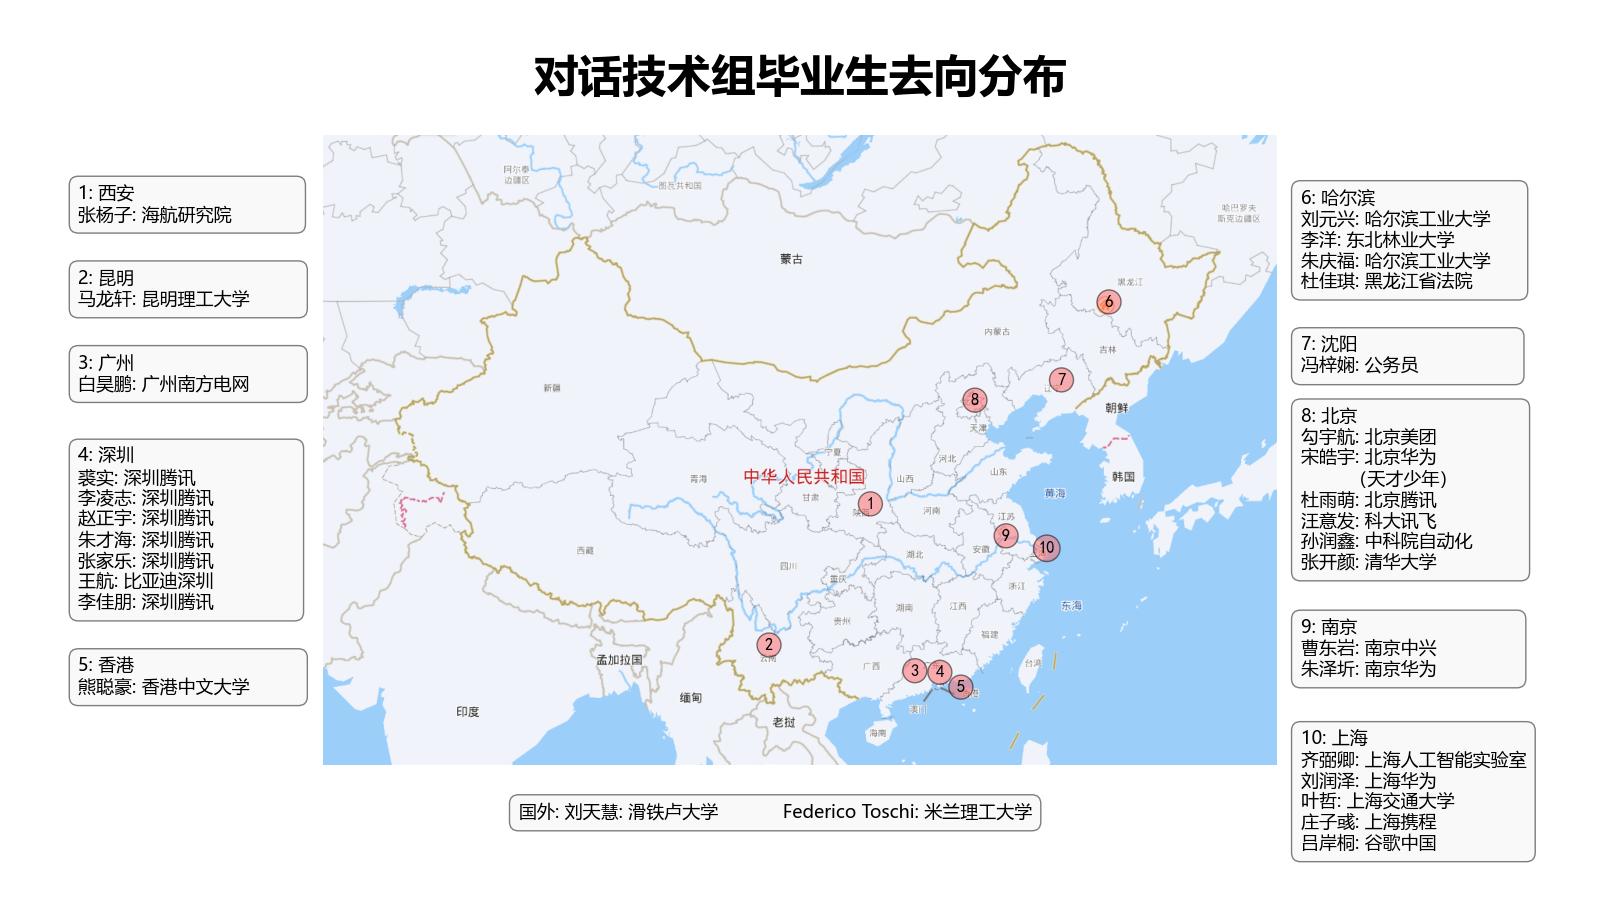 对话技术组毕业生去向分布
1: 西安
张杨子: 海航研究院
2: 昆明
马龙轩: 昆明理工大学
3: 广州
白昊鹏: 广州南方电网
4: 深圳
裘实: 深圳腾讯
李凌志: 深圳腾讯
赵正宇: 深圳腾讯
朱才海: 深圳腾讯
张家乐: 深圳腾讯
王航: 比亚迪深圳
李佳朋: 深圳腾讯
5: 香港
熊聪豪: 香港中文大学
阿尔泰
边疆区
图瓦共和国
哈巴罗夫
斯克边疆区
蒙古
黑龙江
6
内蒙古
吉林
7
新疆
8
朝鲜
天津
宁夏
河北
山东
中华人民共和国
青海
山西
韩国
甘肃
黄海
1
陕西
河南
江苏
9
10
西藏
四川
湖北
安徽
重庆
浙江
湖南
江西
东海
贵州
福建
2
云南
孟加拉国
广西
3
4
5
台湾
缅甸
印度
老挝
澳门
海南
6: 哈尔滨
刘元兴: 哈尔滨工业大学
李洋: 东北林业大学
朱庆福: 哈尔滨工业大学
杜佳琪: 黑龙江省法院
7: 沈阳
冯梓娴: 公务员
8: 北京
勾宇航: 北京美团
宋皓宇: 北京华为
(天才少年)
杜雨萌: 北京腾讯
汪意发: 科大讯飞
孙润鑫: 中科院自动化
张开颜: 清华大学
9: 南京
曹东岩: 南京中兴
朱泽圻: 南京华为
10: 上海
齐弼卿: 上海人工智能实验室
刘润泽: 上海华为
叶哲: 上海交通大学
庄子彧: 上海携程
吕岸桐: 谷歌中国
国外: 刘天慧: 滑铁卢大学 Federico Toschi: 米兰理工大学